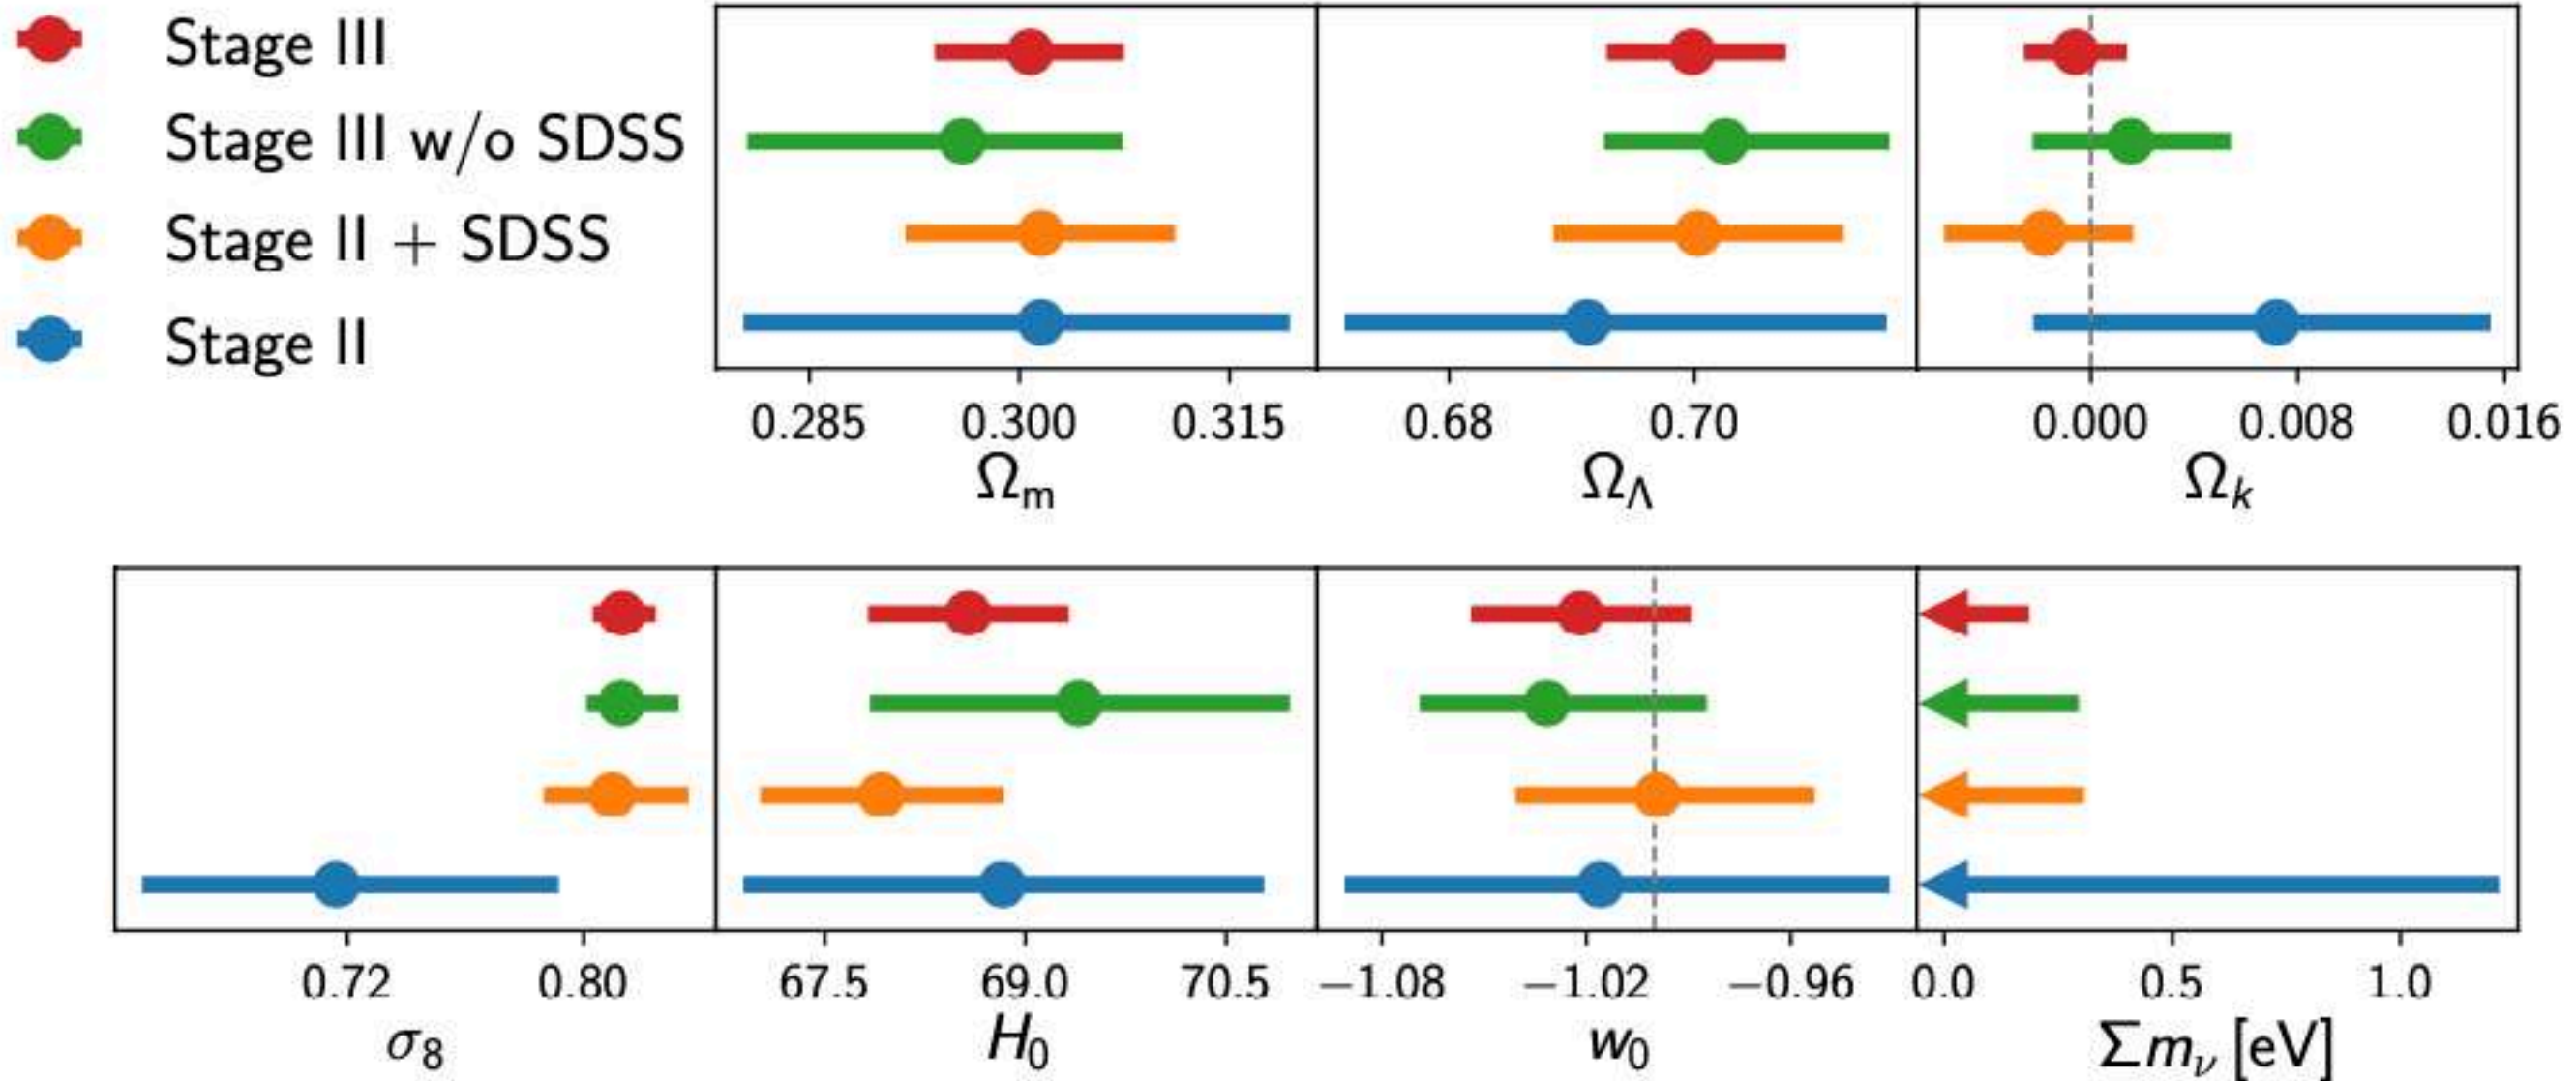 Stage III
Stage III w/o SDSS
Stage II + SDSS
Stage II
0.285 0.300 0.315 0.68 0.70 0.000 0.008 0.016
Ωm ΩΛ Ωk
0.72 0.80 67.5 69.0 70.5 −1.08 −1.02 −0.96 0.0 0.5 1.0
σ8 H0 w0 Σmν [eV]